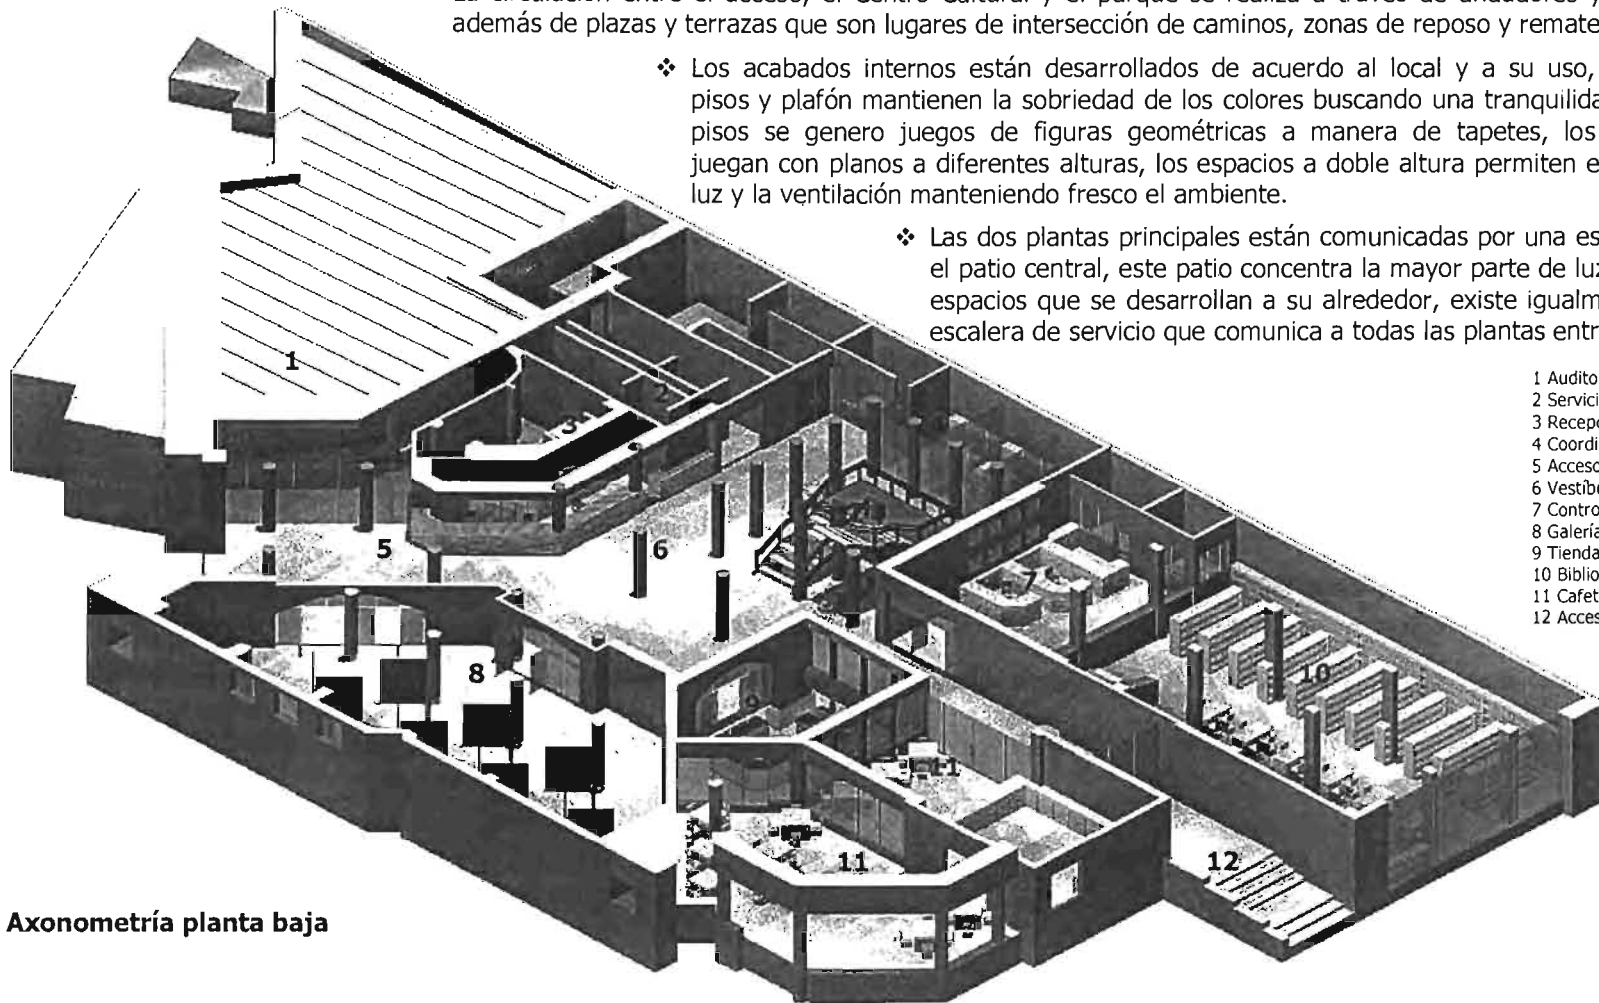 además de plazas y terrazas que son lugares de intersección de caminos, zonas de reposo y remate
❖ Los acabados internos están desarrollados de acuerdo al local y a su uso,
pisos y plafón mantienen la sobriedad de los colores buscando una tranquilida
pisos se genero juegos de figuras geométricas a manera de tapetes, los
juegan con planos a diferentes alturas, los espacios a doble altura permiten e
luz y la ventilación manteniendo fresco el ambiente.
❖ Las dos plantas principales están comunicadas por una es
el patio central, este patio concentra la mayor parte de luz
espacios que se desarrollan a su alrededor, existe igualm
escalera de servicio que comunica a todas las plantas entr
1 Audito
2 Servici
3 Recepc
4 Coordi
5 Acceso
6 Vestíbu
7 Contro
8 Galería
9 Tienda
10 Biblio
11 Cafet
12 Acces
1
2
3
5
6
7
8
9
10
11
11
12
Axonometría planta baja